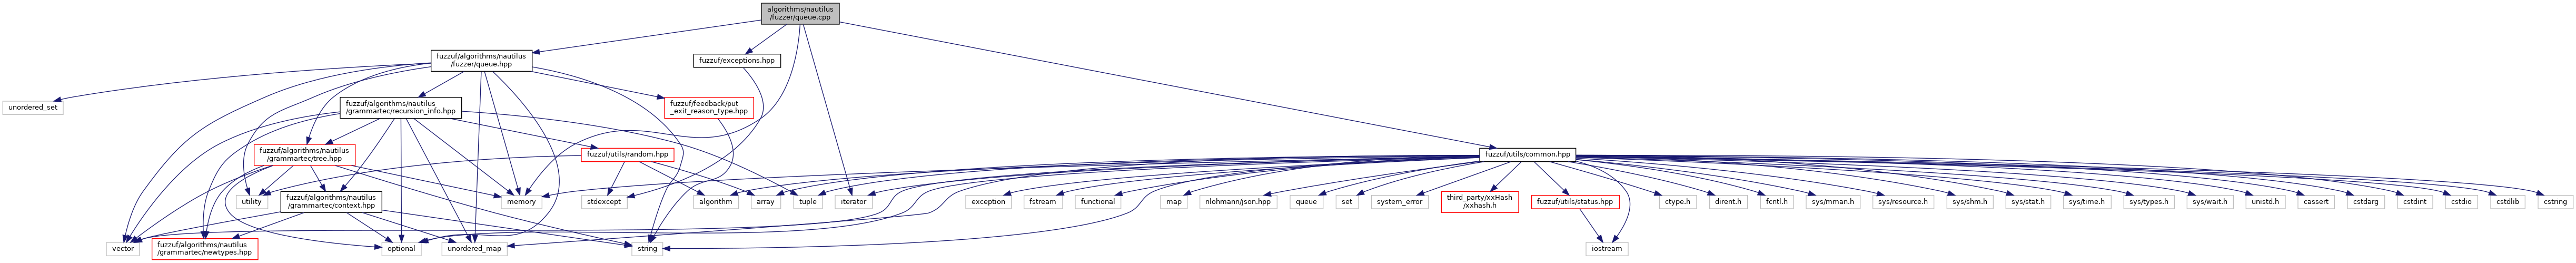 algorithms/nautilus
/fuzzer/queue.cpp
fuzzuf/algorithms/nautilus
/fuzzer/queue.hpp
fuzzuf/exceptions.hpp
unordered_set
fuzzuf/algorithms/nautilus
/grammartec/recursion_info.hpp
fuzzuf/feedback/put
_exit_reason_type.hpp
fuzzuf/algorithms/nautilus
/grammartec/tree.hpp
fuzzuf/utils/random.hpp
fuzzuf/utils/common.hpp
utility
fuzzuf/algorithms/nautilus
/grammartec/context.hpp
memory
stdexcept
algorithm
array
tuple
iterator
exception
fstream
functional
map
nlohmann/json.hpp
queue
set
system_error
third_party/xxHash
/xxhash.h
fuzzuf/utils/status.hpp
ctype.h
dirent.h
fcntl.h
sys/mman.h
sys/resource.h
sys/shm.h
sys/stat.h
sys/time.h
sys/types.h
sys/wait.h
unistd.h
cassert
cstdarg
cstdint
cstdio
cstdlib
cstring
vector
fuzzuf/algorithms/nautilus
/grammartec/newtypes.hpp
optional
unordered_map
string
iostream